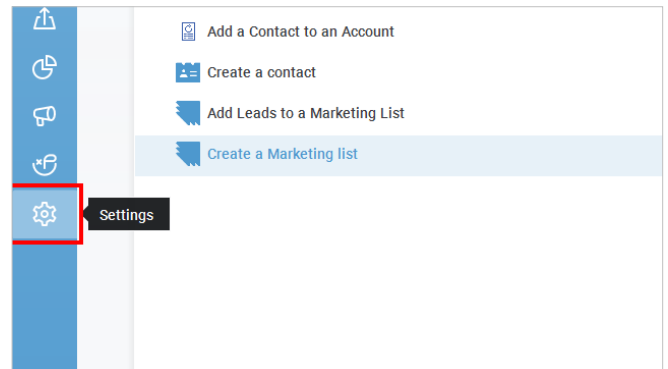 Add a Contact to an Account
Create a contact
Add Leads to a Marketing List
Create a Marketing list
Settings